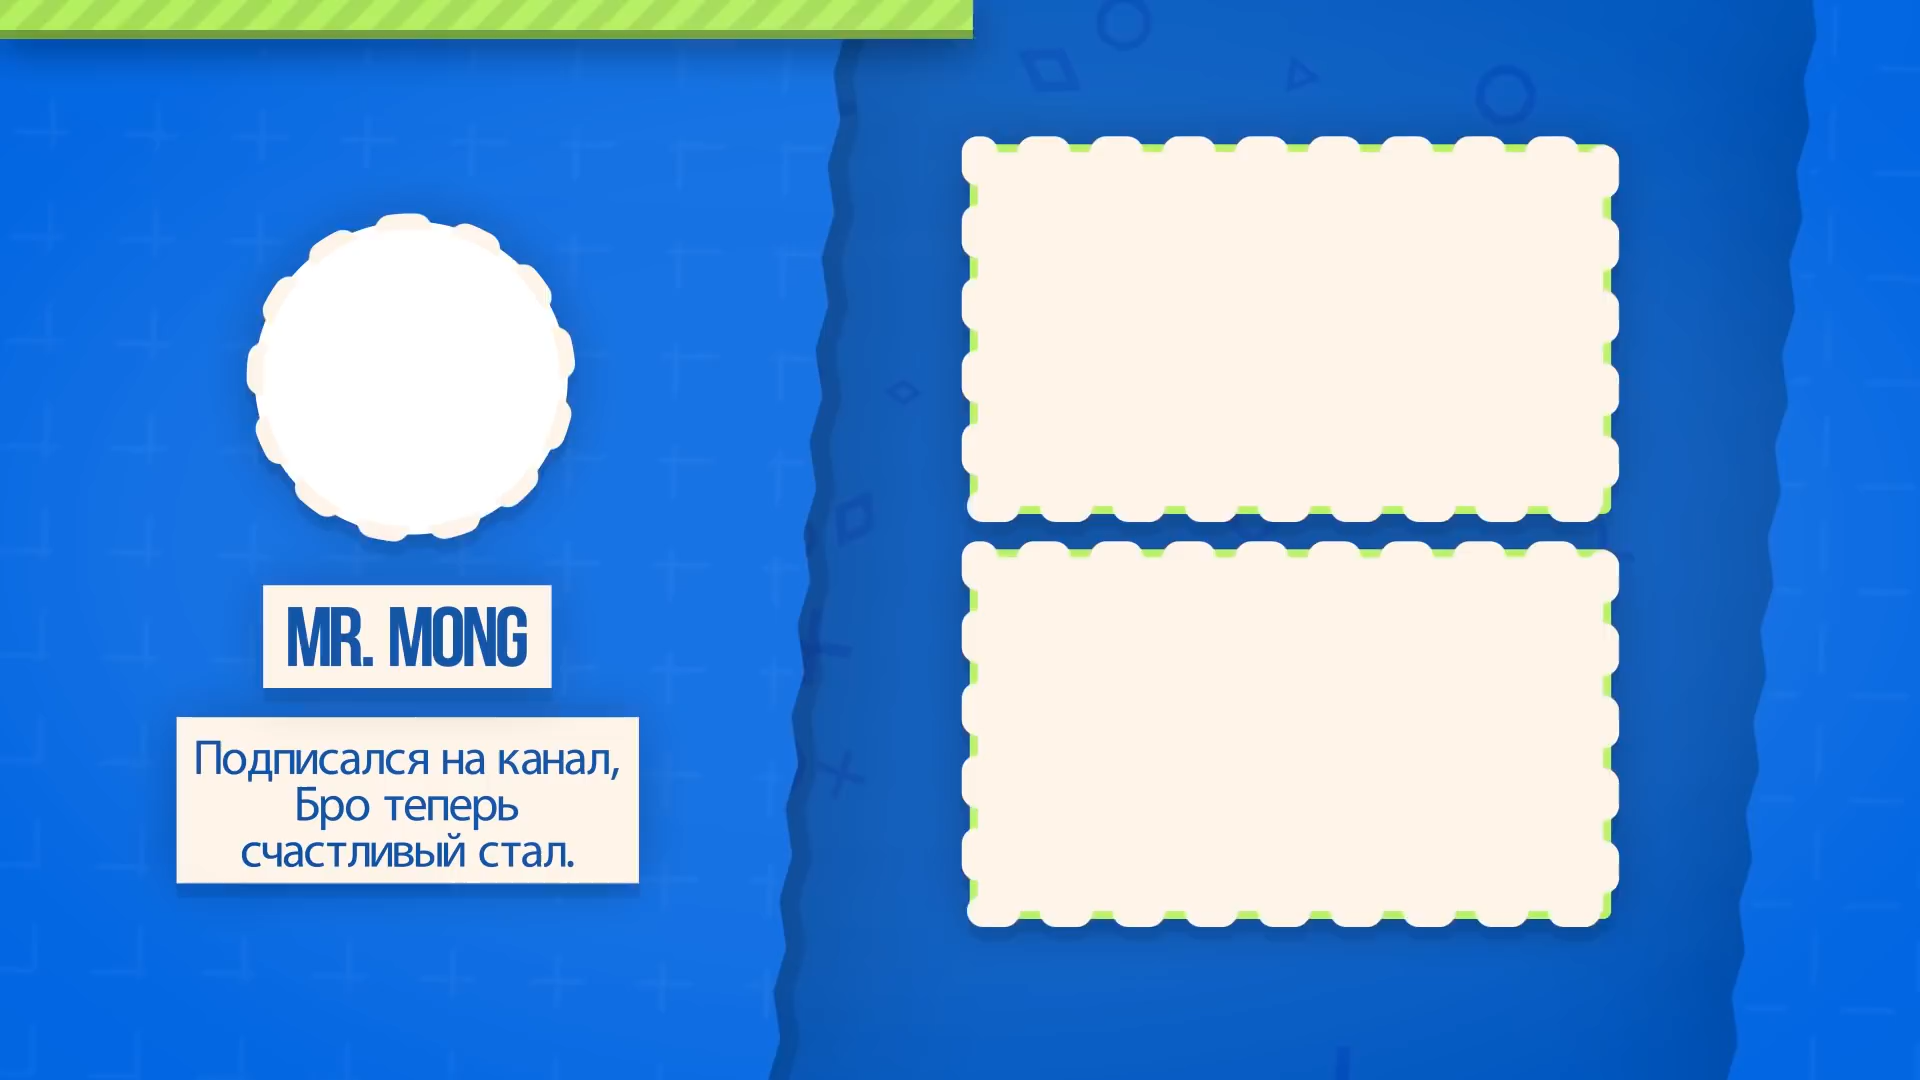 MR. MONG
Подписался на канал,
Бро теперь
счастливый стал.